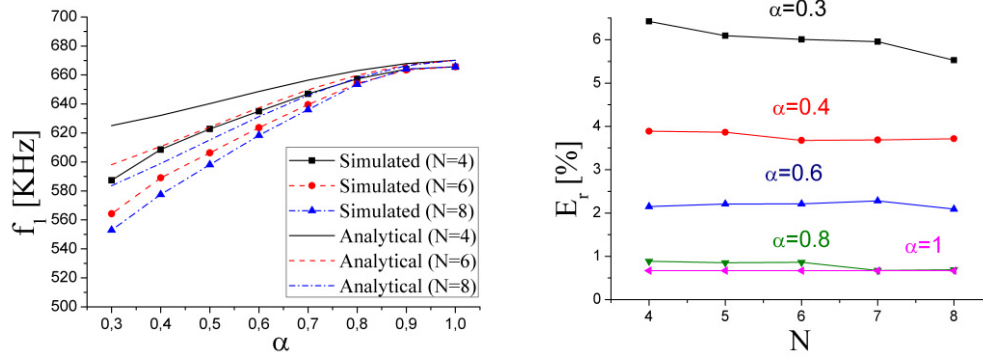 700
680
660
640
620
600
580
560
540
520
500
f₁ [KHz]
0,3 0,4 0,5 0,6 0,7 0,8 0,9 1,0
α
Simulated (N=4)
Simulated (N=6)
Simulated (N=8)
Analytical (N=4)
Analytical (N=6)
Analytical (N=8)
6
5
4
3
2
1
0
Eᵣ [%]
α=0.3
α=0.4
α=0.6
α=0.8
α=1
4 5 6 7 8
N